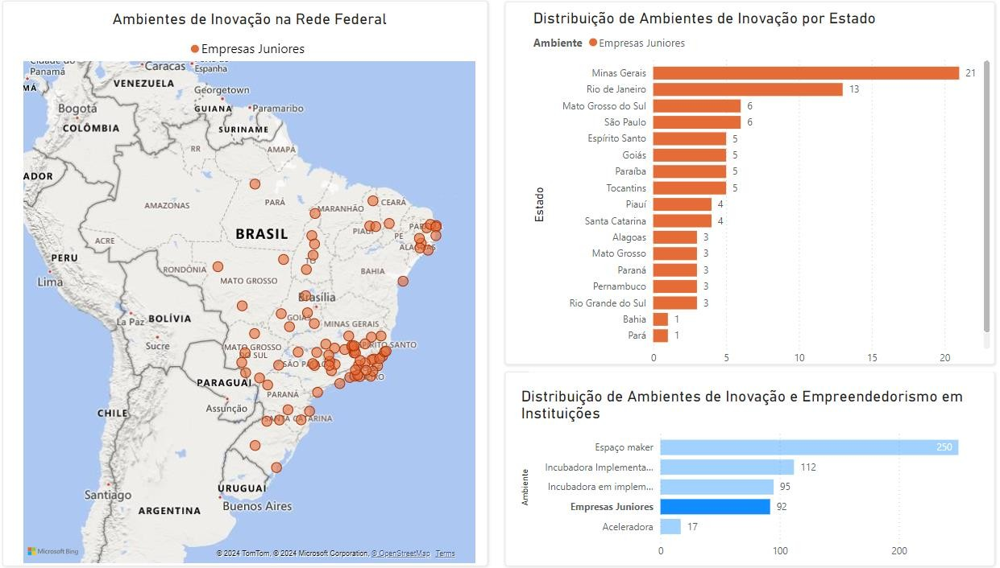 Ambientes de Inovação na Rede Federal
Empresas Juniores
Panamá
Caracas
Espanha
VENEZUELA
Georgetown
Bogotá
GUIANA
Paramaribo
COLÔMBIA
SURINAME
RR
AMAPÁ
ADOR
AMAZONAS
PARÁ
MARANHÃO
CEARÁ
BRASIL
PE
ACRE
PERU
RONDÔNIA
TO
BAHIA
Lima
MATO GROSSO
Brasília
La Paz
BOLÍVIA
MINAS GERAIS
Sucre
MATO GROSSO
DO SUL
PARAGUAI
PARANÁ
CHILE
Assunção
SANTA CATARINA
URUGUAI
Santiago
Buenos Aires
ARGENTINA
Microsoft Bing
© 2024 TomTom, © 2024 Microsoft Corporation, © OpenStreetMap Terms
Distribuição de Ambientes de Inovação por Estado
Ambiente Empresas Juniores
Estado
Minas Gerais 21
Rio de Janeiro 13
Mato Grosso do Sul 6
São Paulo 6
Espírito Santo 5
Goiás 5
Paraíba 5
Tocantins 5
Piauí 4
Santa Catarina 4
Alagoas 3
Mato Grosso 3
Paraná 3
Pernambuco 3
Rio Grande do Sul 3
Bahia 1
Pará 1
0 5 10 15 20
Distribuição de Ambientes de Inovação e Empreendedorismo em
Instituições
Ambiente
Espaço maker 250
Incubadora Implementa... 112
Incubadora em implem... 95
Empresas Juniores 92
Aceleradora 17
0 100 200